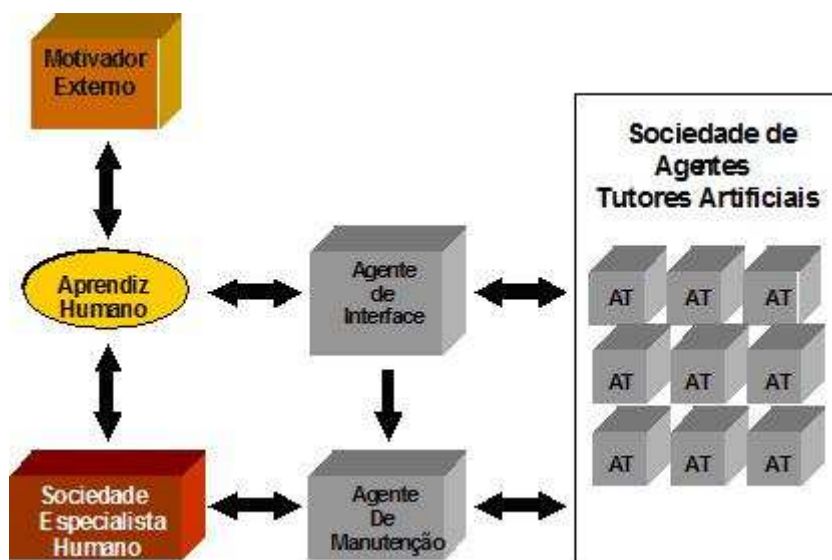 Motivador
Externo
Sociedade de
Agentes
Tutores Artificiais
Aprendiz
Humano
Agente
de
Interface
AT AT AT
AT AT AT
AT AT AT
Sociedade
Especialista
Humano
Agente
De
Manutenção